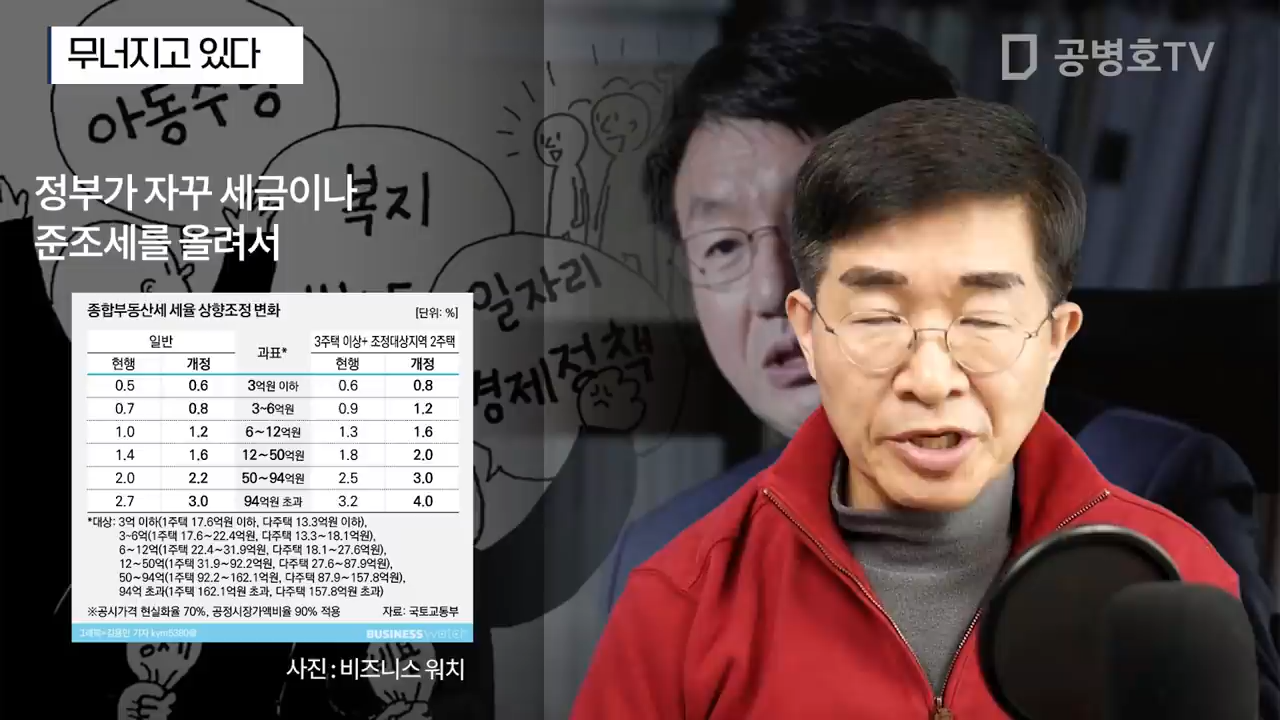 무너지고 있다
공병호TV
아동수당
복지
정부가 자꾸 세금이나
준조세를 올려서
일자리
경제정책
종합부동산세 세율 상향조정 변화
[단위: %]
일반
과표*
3주택 이상+ 조정대상지역 2주택
현행 개정 현행 개정
0.5 0.6 3억원 이하 0.6 0.8
0.7 0.8 3~6억원 0.9 1.2
1.0 1.2 6~12억원 1.3 1.6
1.4 1.6 12~50억원 1.8 2.0
2.0 2.2 50~94억원 2.5 3.0
2.7 3.0 94억원 초과 3.2 4.0
*대상: 3억 이하(1주택 17.6억원 이하, 다주택 13.3억원 이하),
3~6억(1주택 17.6~22.4억원, 다주택 13.3~18.1억원),
6~12억(1주택 22.4~31.9억원, 다주택 18.1~27.6억원),
12~50억(1주택 31.9~92.2억원, 다주택 27.6~87.9억원),
50~94억(1주택 92.2~162.1억원, 다주택 87.9~157.8억원),
94억 초과(1주택 162.1억원 초과, 다주택 157.8억원 초과)
※공시가격 현실화율 70%, 공정시장가액비율 90% 적용 자료: 국토교통부
그래픽=김용민 기자 kym5380@
BUSINESSwatch
사진 : 비즈니스 워치